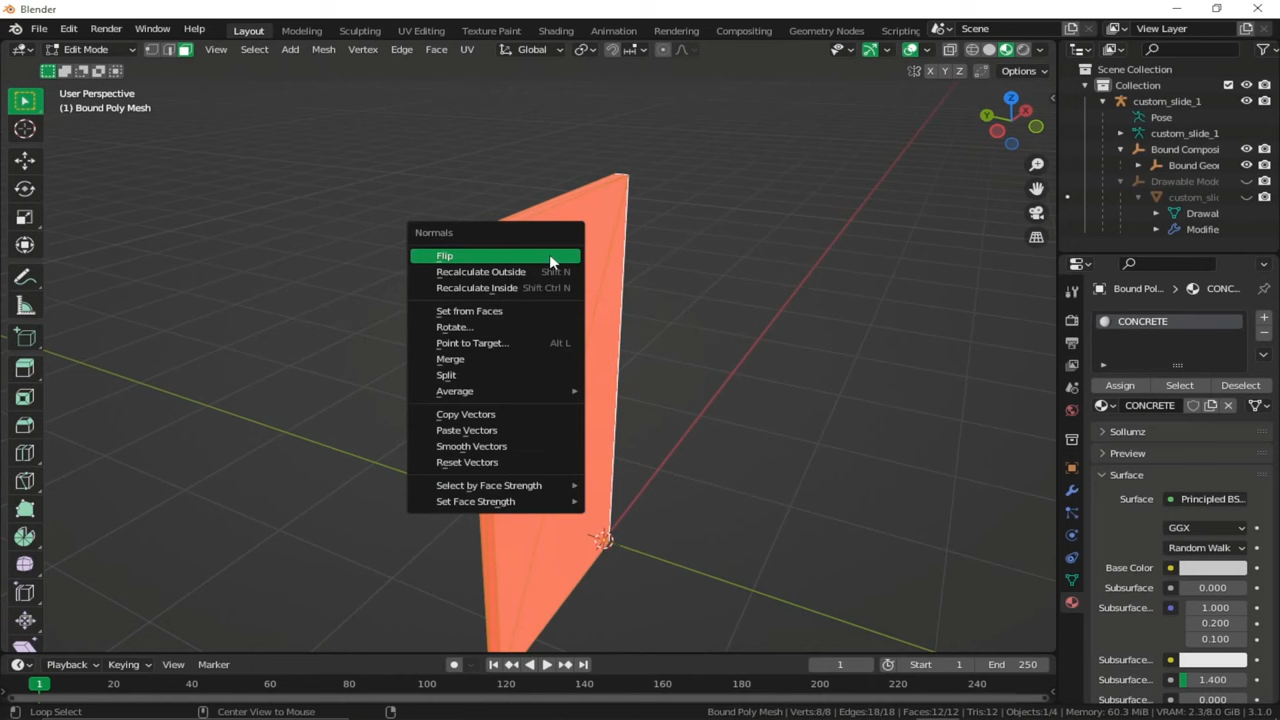 Blender
File Edit Render Window Help Layout Modeling Sculpting UV Editing Texture Paint Shading Animation Rendering Compositing Geometry Nodes Scripting Scene View Layer
Edit Mode View Select Add Mesh Vertex Edge Face UV Global
X Y Z Options
User Perspective
(1) Bound Poly Mesh
Z
Y
X
Scene Collection
Collection
custom_slide_1
Pose
custom_slide_1
Bound Composi
Bound Geor
Drawable Mode
custom_slic
Drawal
Modifie
Normals
Flip
Recalculate Outside Shift N
Recalculate Inside Shift Ctrl N
Set from Faces
Rotate...
Point to Target... Alt L
Merge
Split
Average
Copy Vectors
Paste Vectors
Smooth Vectors
Reset Vectors
Select by Face Strength
Set Face Strength
Bound Pol... CONC...
CONCRETE
Assign Select Deselect
CONCRETE
Sollumz
Preview
Surface
Surface Principled BS...
GGX
Random Walk
Base Color
Subsurface 0.000
Subsurface... 1.000
0.200
0.100
Subsurface...
Subsurface... 1.400
Subsurface... 0.000
Playback Keying View Marker 1 Start 1 End 250
1 20 40 60 80 100 120 140 160 180 200 220 240
Loop Select Center View to Mouse Bound Poly Mesh | Verts:8/8 | Edges:18/18 | Faces:12/12 | Tris:12 | Objects:1/4 | Memory: 60.3 MiB | VRAM: 2.3/8.0 GiB | 3.1.0